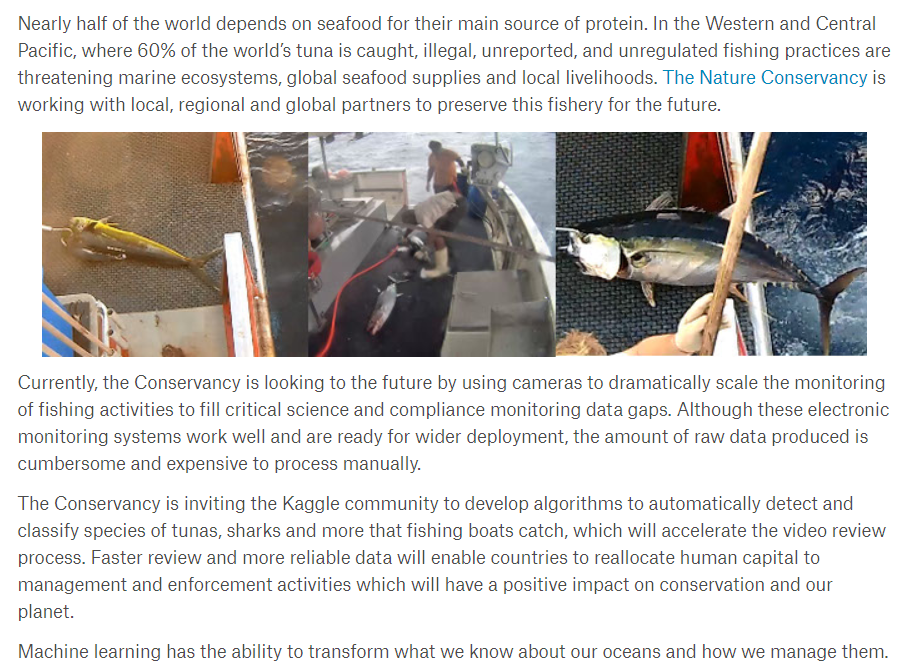 Nearly half of the world depends on seafood for their main source of protein. In the Western and Central
Pacific, where 60% of the world’s tuna is caught, illegal, unreported, and unregulated fishing practices are
threatening marine ecosystems, global seafood supplies and local livelihoods. The Nature Conservancy is
working with local, regional and global partners to preserve this fishery for the future.
Currently, the Conservancy is looking to the future by using cameras to dramatically scale the monitoring
of fishing activities to fill critical science and compliance monitoring data gaps. Although these electronic
monitoring systems work well and are ready for wider deployment, the amount of raw data produced is
cumbersome and expensive to process manually.
The Conservancy is inviting the Kaggle community to develop algorithms to automatically detect and
classify species of tunas, sharks and more that fishing boats catch, which will accelerate the video review
process. Faster review and more reliable data will enable countries to reallocate human capital to
management and enforcement activities which will have a positive impact on conservation and our
planet.
Machine learning has the ability to transform what we know about our oceans and how we manage them.